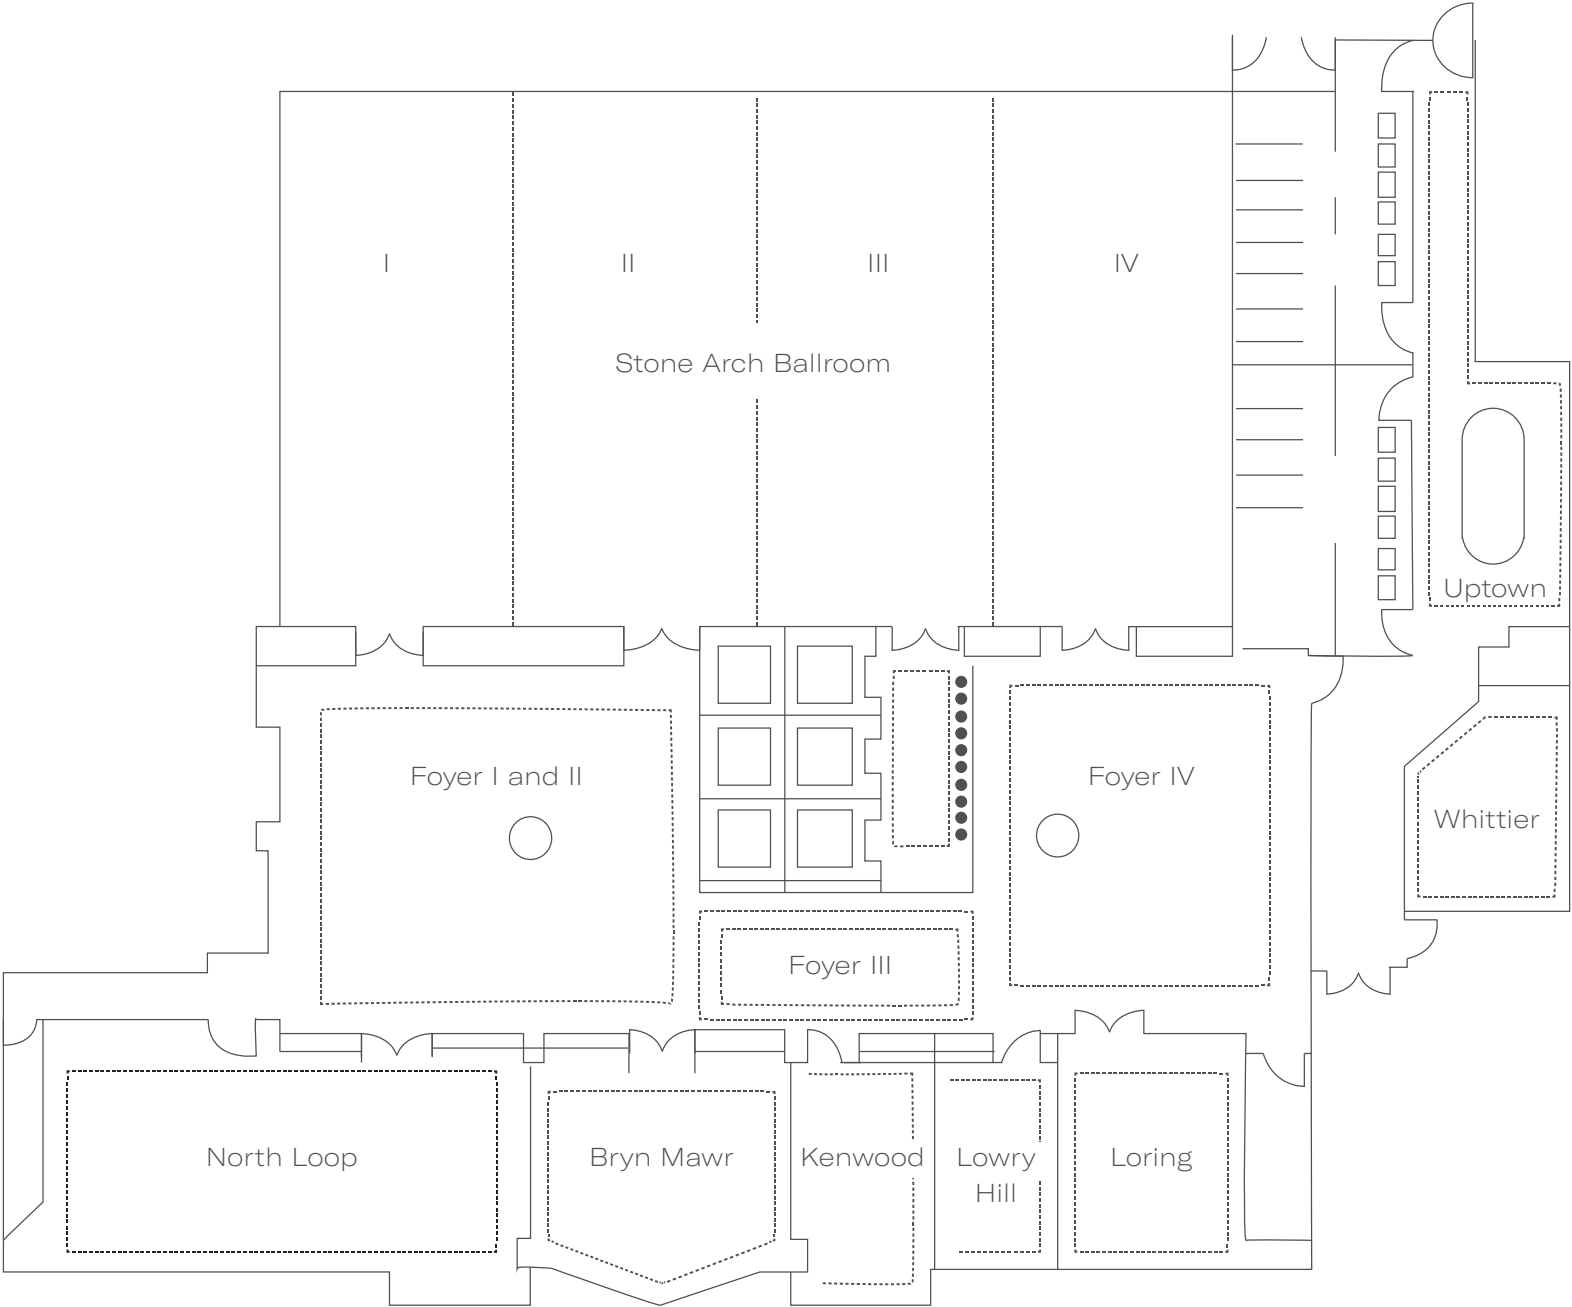 I
II
III
IV
Stone Arch Ballroom
Uptown
Foyer I and II
Foyer IV
Whittier
Foyer III
North Loop
Bryn Mawr
Kenwood
Lowry
Hill
Loring